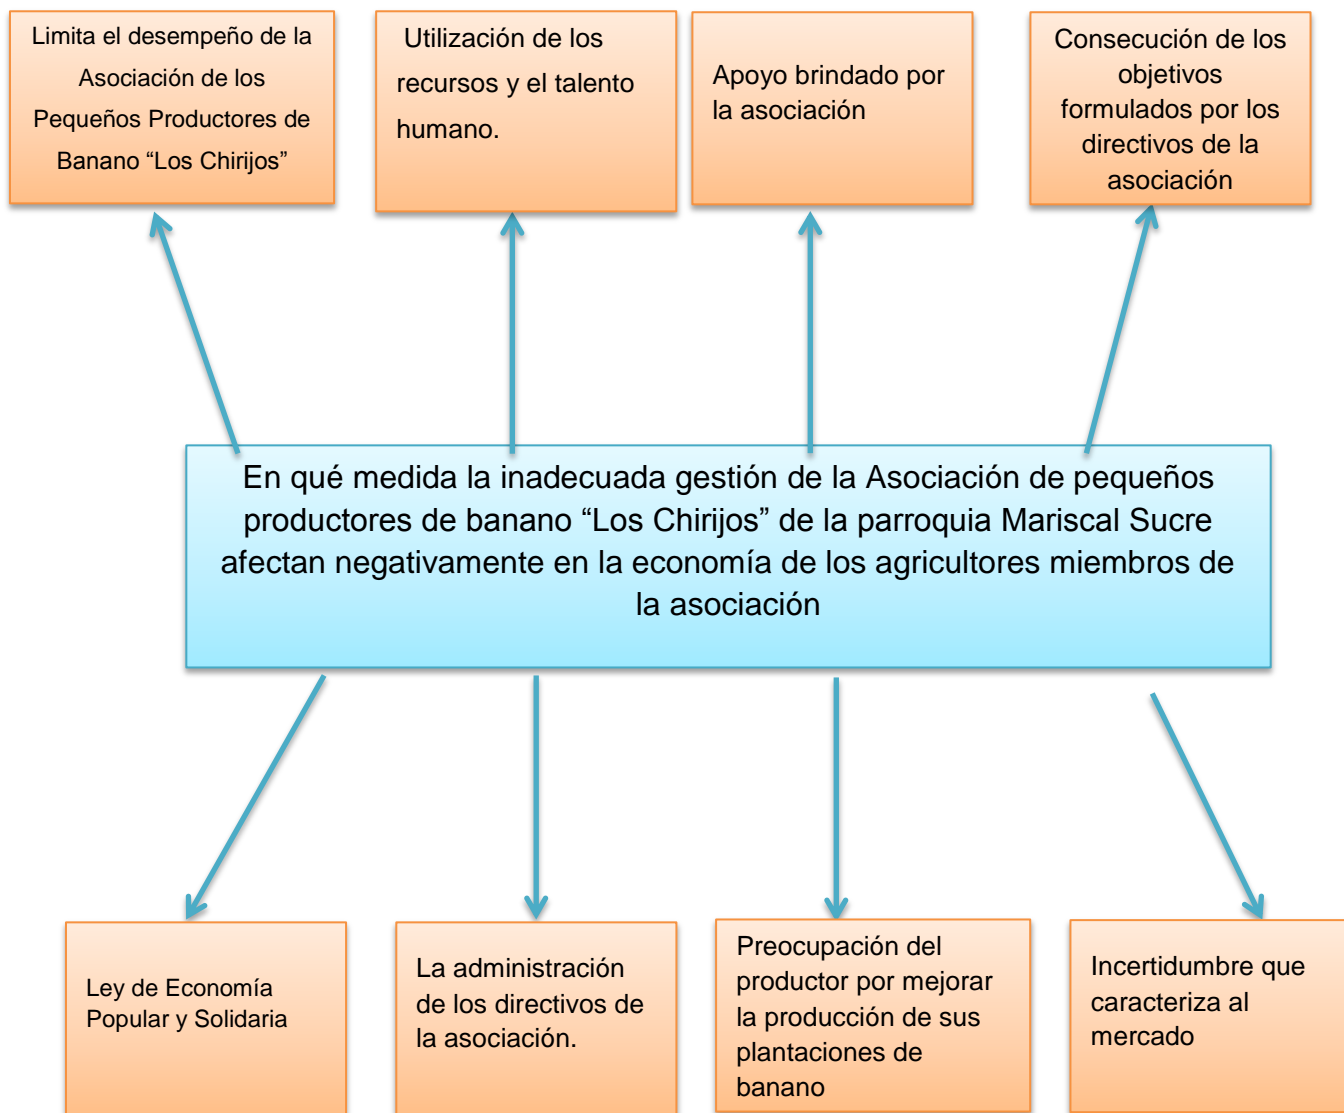 Limita el desempeño de la
Asociación de los
Pequeños Productores de
Banano “Los Chirijos”
Utilización de los
recursos y el talento
humano.
Apoyo brindado por
la asociación
Consecución de los
objetivos
formulados por los
directivos de la
asociación
En qué medida la inadecuada gestión de la Asociación de pequeños
productores de banano “Los Chirijos” de la parroquia Mariscal Sucre
afectan negativamente en la economía de los agricultores miembros de
la asociación
Ley de Economía
Popular y Solidaria
La administración
de los directivos de
la asociación.
Preocupación del
productor por mejorar
la producción de sus
plantaciones de
banano
Incertidumbre que
caracteriza al
mercado